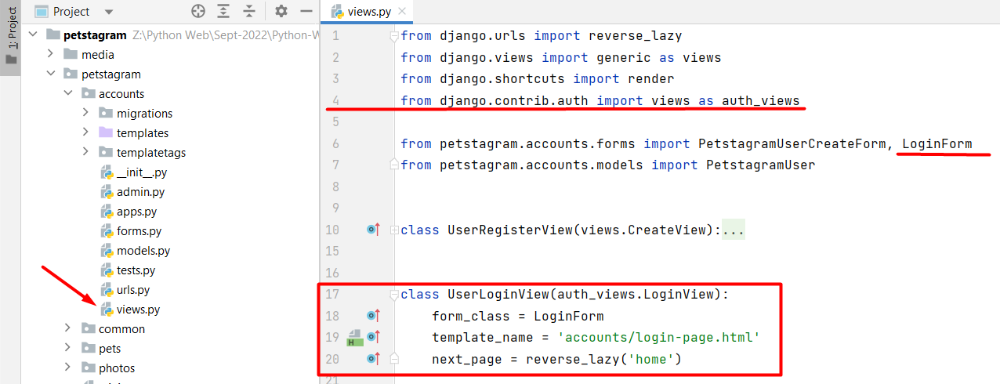 1: Project
Project
petstagram Z:\Python Web\Sept-2022\Python-W
media
petstagram
accounts
migrations
templates
templatetags
__init__.py
admin.py
apps.py
forms.py
models.py
tests.py
urls.py
views.py
common
pets
photos
views.py
1 from django.urls import reverse_lazy
2 from django.views import generic as views
3 from django.shortcuts import render
4 from django.contrib.auth import views as auth_views
5
6 from petstagram.accounts.forms import PetstagramUserCreateForm, LoginForm
7 from petstagram.accounts.models import PetstagramUser
8
9
10 class UserRegisterView(views.CreateView):...
15
16
17 class UserLoginView(auth_views.LoginView):
18 form_class = LoginForm
19 H template_name = 'accounts/login-page.html'
20 next_page = reverse_lazy('home')
21